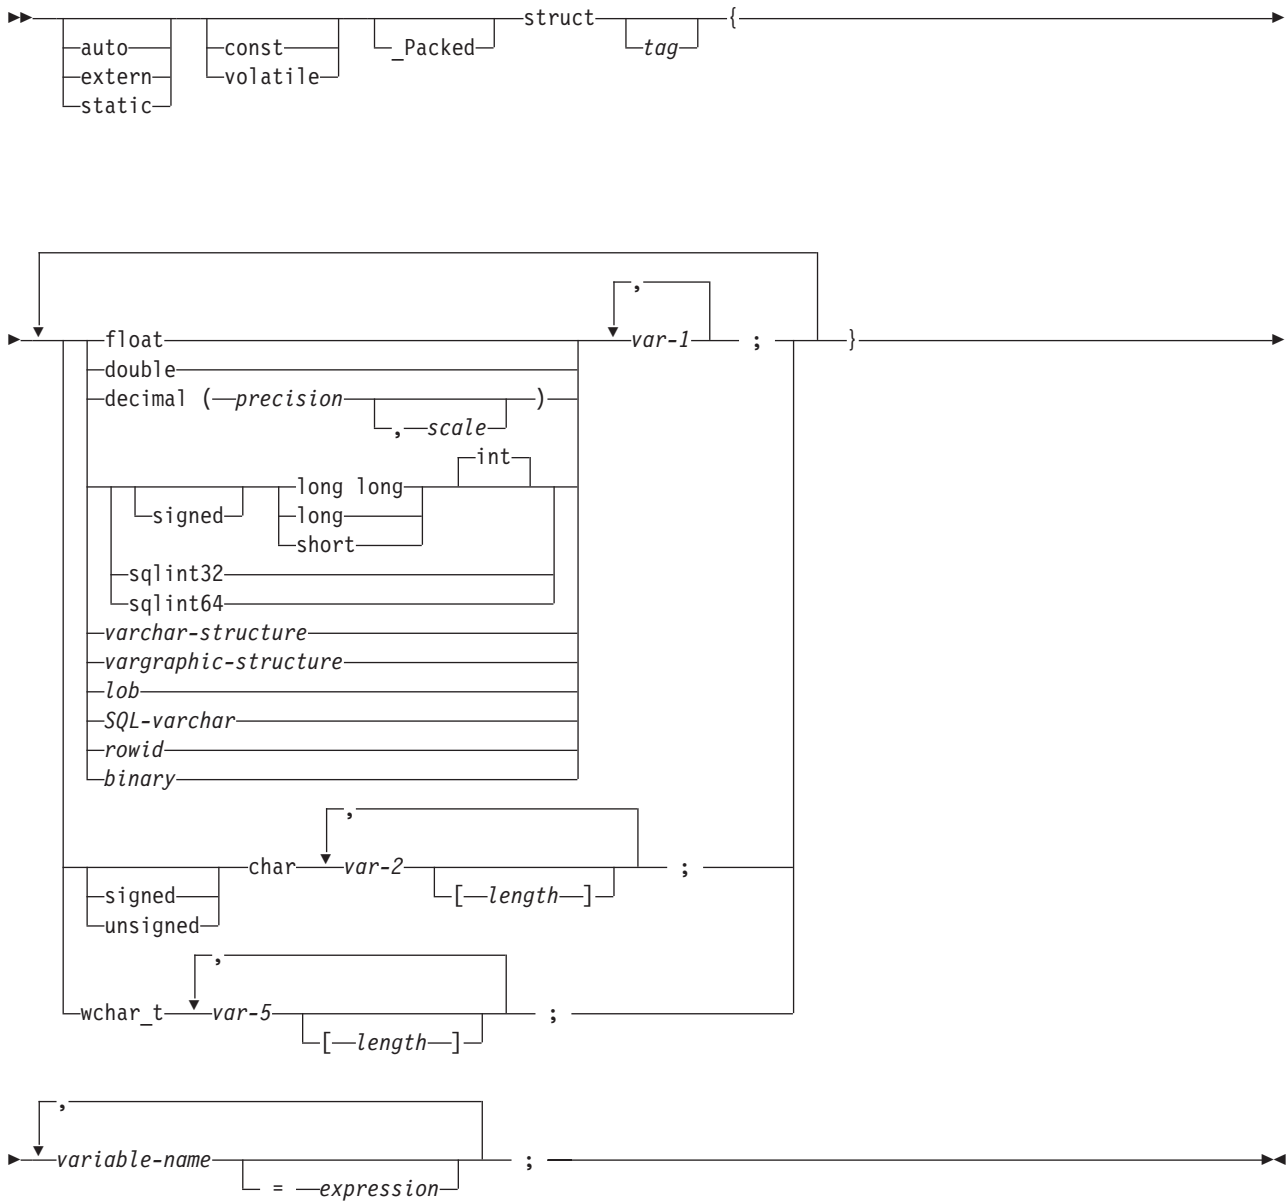 struct {
auto const _Packed tag
extern volatile
static
,
float var-1 ; }
double
decimal ( precision )
, scale
int
long long
signed long
short
sqlint32
sqlint64
varchar-structure
vargraphic-structure
lob
SQL-varchar
rowid
binary
,
char var-2 ;
signed [ length ]
unsigned
,
wchar_t var-5 ;
[ length ]
,
variable-name ;
= expression